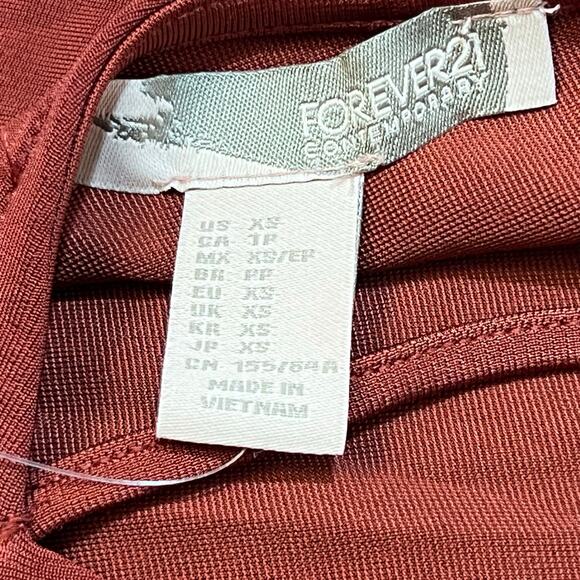 FOREVER21
CONTEMPORARY
US XS
CA TP
MX XS/EP
BR PP
EU XS
UK XS
KR XS
JP XS
CN 155/84A
MADE IN
VIETNAM